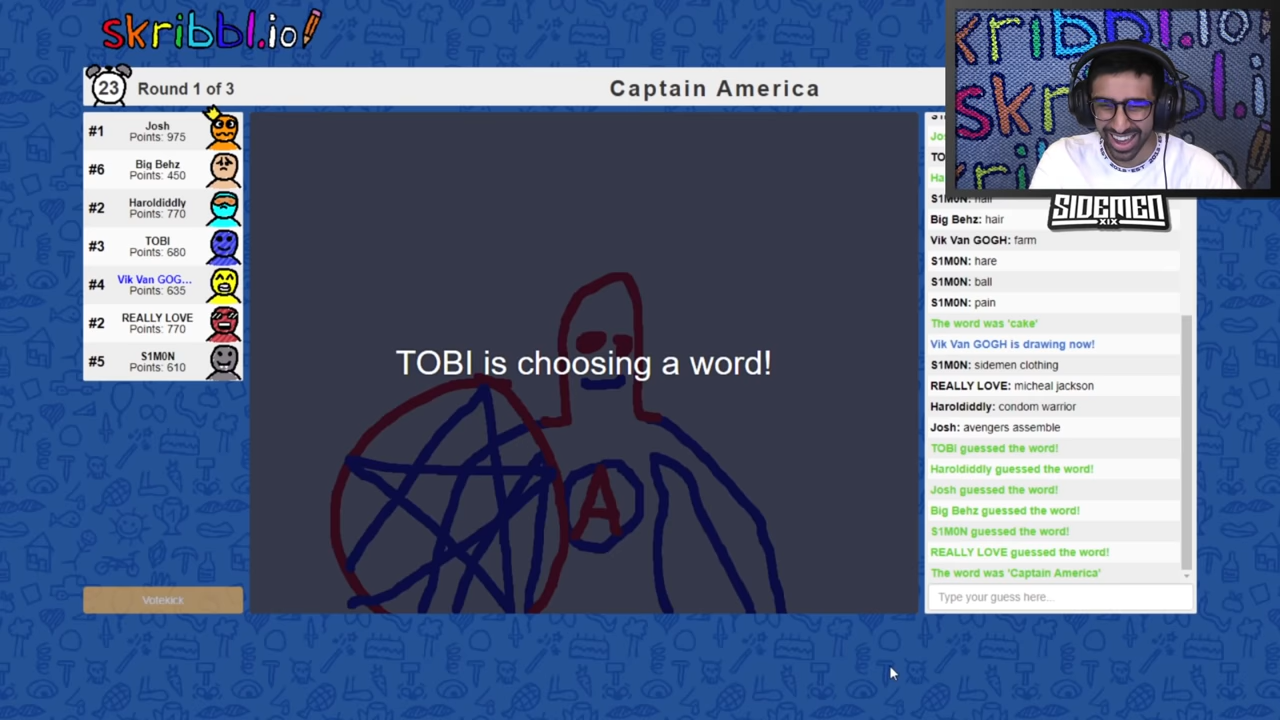 skribbl.io
23
Round 1 of 3
Captain America
#1
Josh
Points: 975
#6
Big Behz
Points: 450
#2
Haroldiddly
Points: 770
#3
TOBI
Points: 680
#4
Vik Van GOG...
Points: 635
#2
REALLY LOVE
Points: 770
#5
S1M0N
Points: 610
Votekick
TOBI is choosing a word!
A
S1M0N: hair
Big Behz: hair
Vik Van GOGH: farm
S1M0N: hare
S1M0N: ball
S1M0N: pain
The word was 'cake'
Vik Van GOGH is drawing now!
S1M0N: sidemen clothing
REALLY LOVE: micheal jackson
Haroldiddly: condom warrior
Josh: avengers assemble
TOBI guessed the word!
Haroldiddly guessed the word!
Josh guessed the word!
Big Behz guessed the word!
S1M0N guessed the word!
REALLY LOVE guessed the word!
The word was 'Captain America'
Type your guess here...
SIDEMEN
XIX